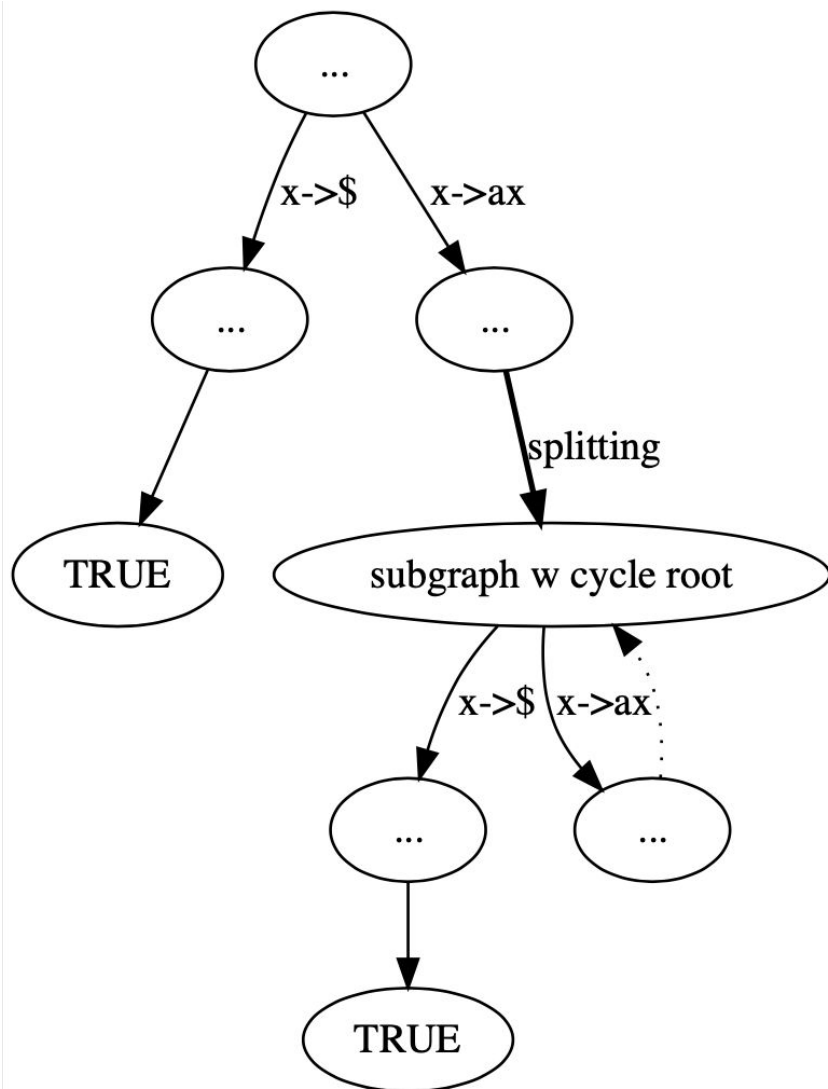 ...
x->$
x->ax
...
...
splitting
TRUE
subgraph w cycle root
x->$
x->ax
...
...
TRUE